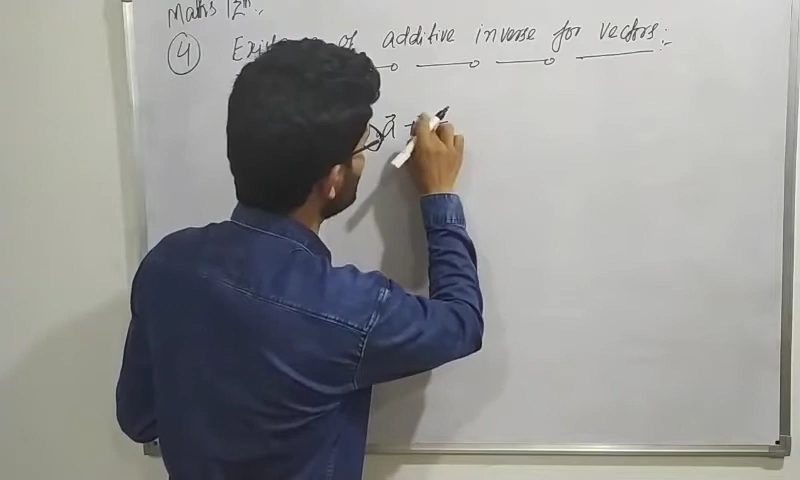 Maths 12th:-
④ of additive inverse for vectors:-
a⃗ +